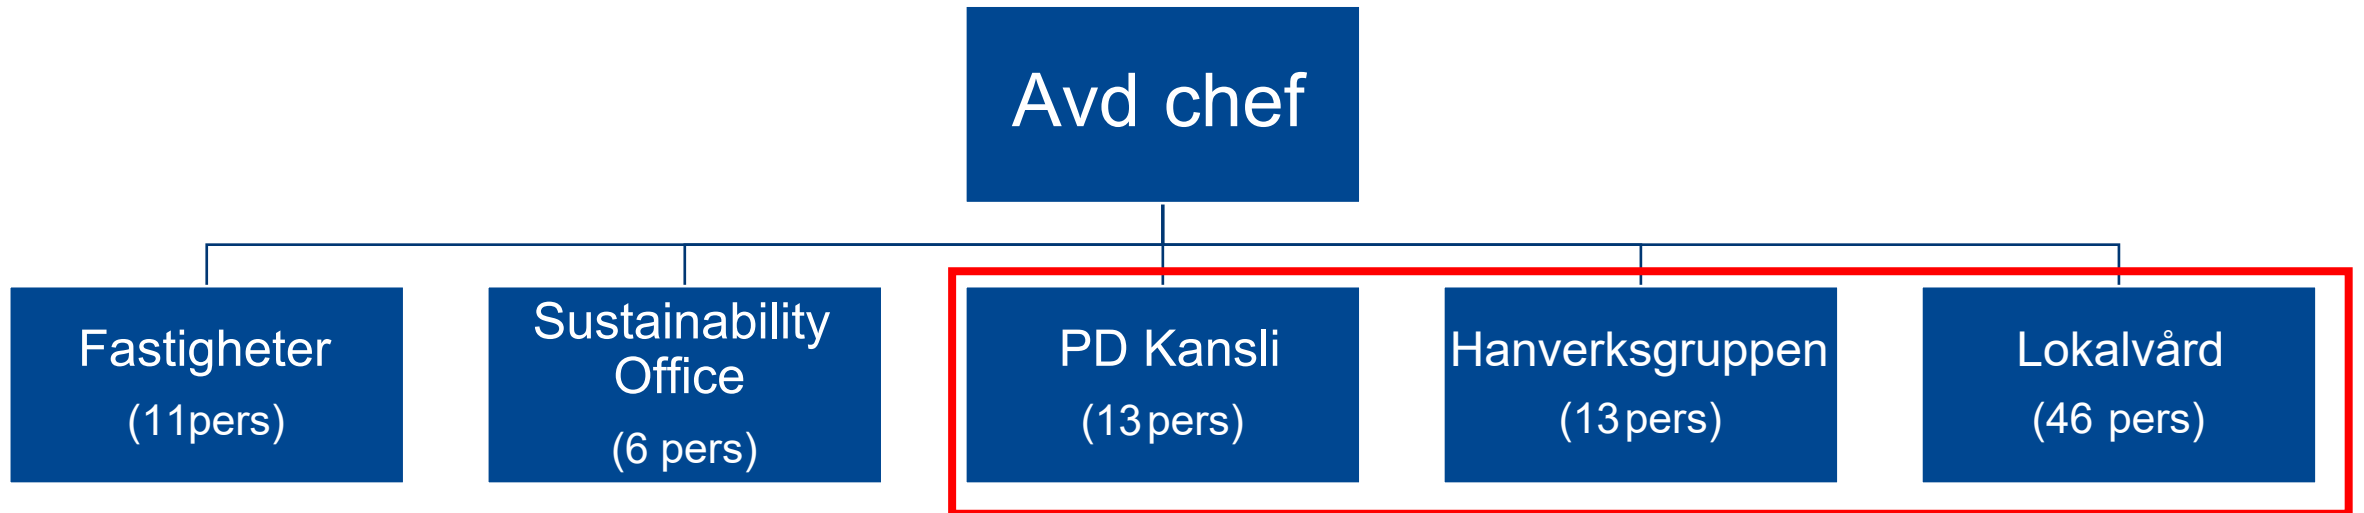 Avd chef
Fastigheter
(11pers)
Sustainability
Office
(6 pers)
PD Kansli
(13 pers)
Hanverksgruppen
(13 pers)
Lokalvård
(46 pers)